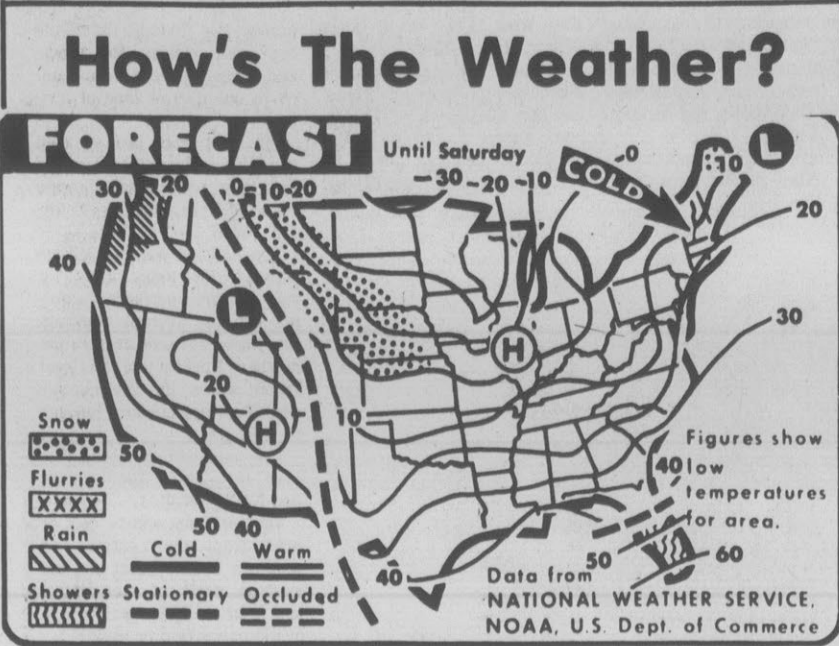 How's The Weather?
FORECAST Until Saturday
COLD
-0
-10
L
30 20 0 -10 -20 -30 -20 -10
20
40
L
30
H
20
10
H
50
50 40
40
40
50
60
Snow
Flurries
XXXX
Rain
Showers
Cold Warm
Stationary Occluded
Figures show
low
temperatures
for area.
Data from
NATIONAL WEATHER SERVICE,
NOAA, U.S. Dept. of Commerce